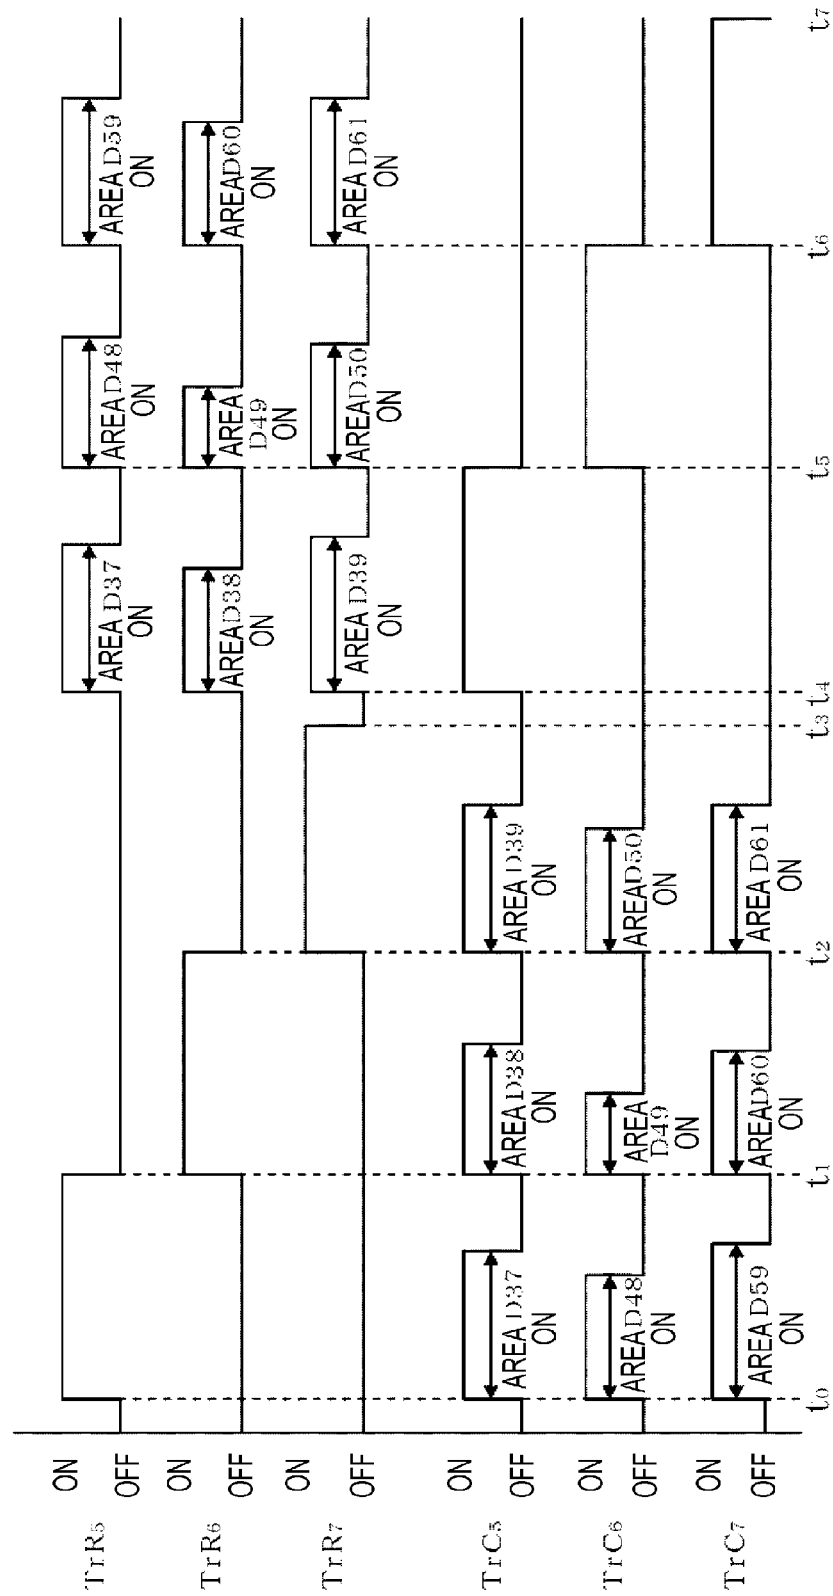 TrR5
ON
OFF
AREA D37
ON
AREA D48
ON
AREA D59
ON
TrR6
ON
OFF
AREA D38
ON
AREA
D49
ON
AREA D60
ON
TrR7
ON
OFF
AREA D39
ON
AREA D50
ON
AREA D61
ON
TrC5
ON
OFF
AREA D37
ON
AREA D38
ON
AREA D39
ON
TrC6
ON
OFF
AREA D48
ON
AREA
D49
ON
AREA D50
ON
TrC7
ON
OFF
AREA D59
ON
AREA D60
ON
AREA D61
ON
t0 t1 t2 t3 t4 t5 t6 t7